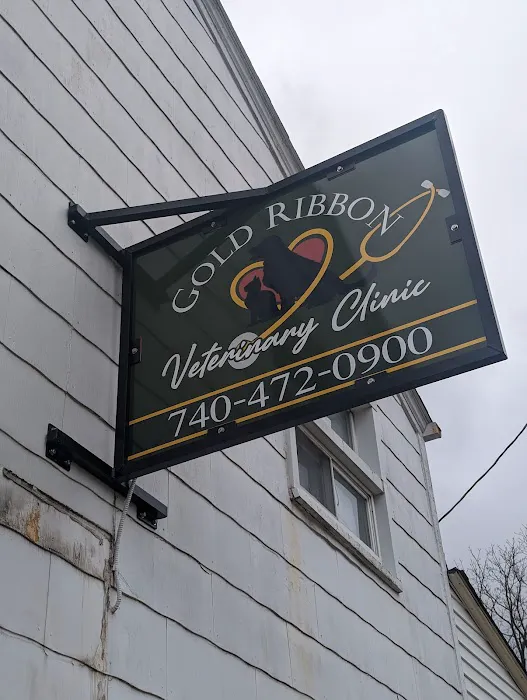 GOLD RIBBON
Veterinary Clinic
740-472-0900